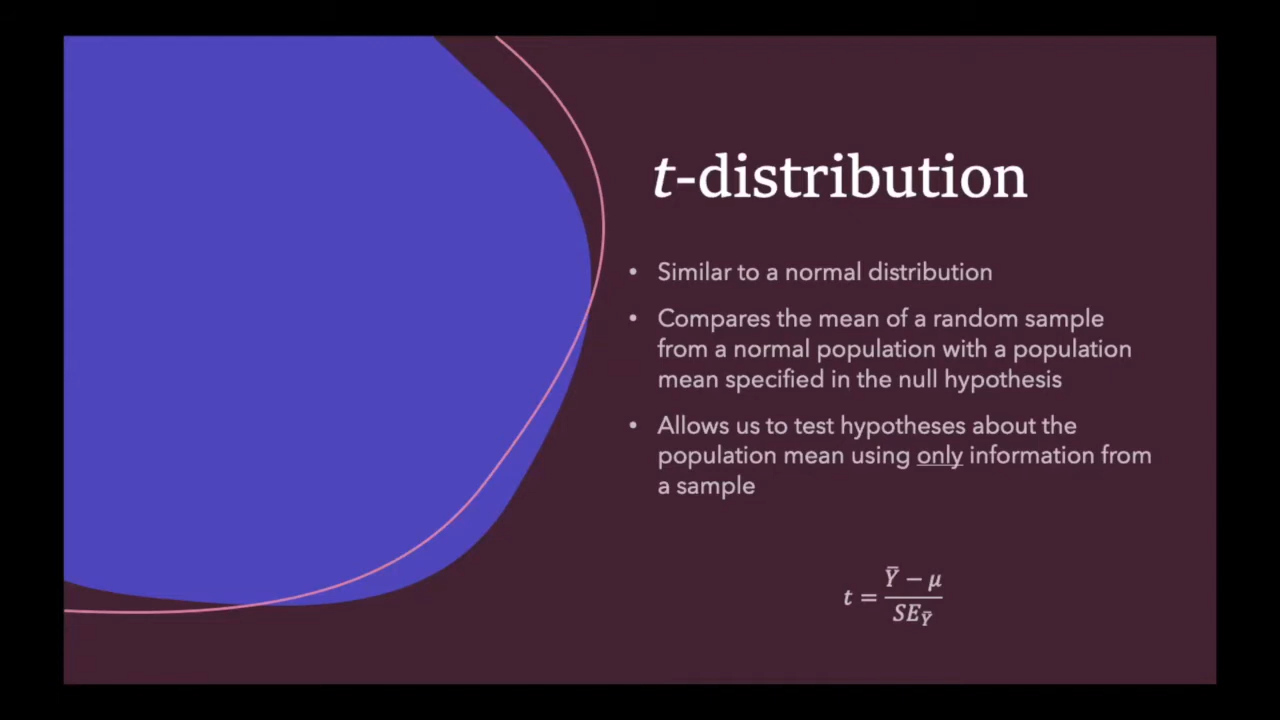 t-distribution
• Similar to a normal distribution
• Compares the mean of a random sample
from a normal population with a population
mean specified in the null hypothesis
• Allows us to test hypotheses about the
population mean using only information from
a sample
t = (Ȳ − μ) / SE_Ȳ